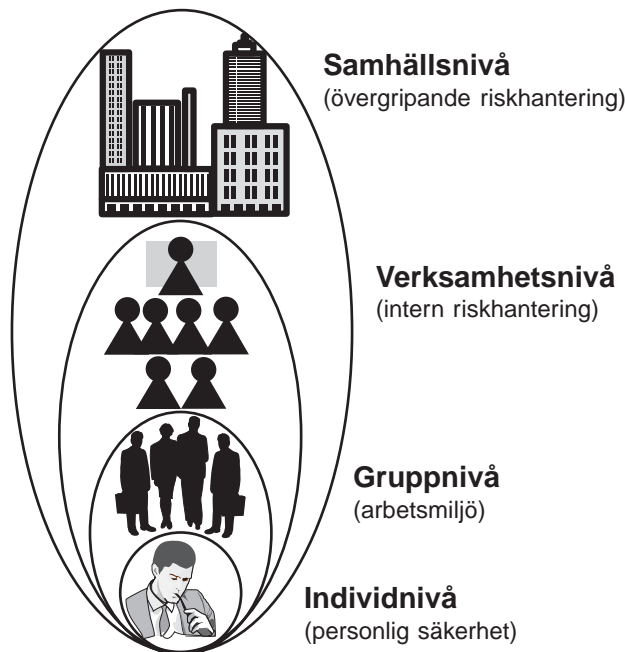 Samhällsnivå
(övergripande riskhantering)
Verksamhetsnivå
(intern riskhantering)
Gruppnivå
(arbetsmiljö)
Individnivå
(personlig säkerhet)